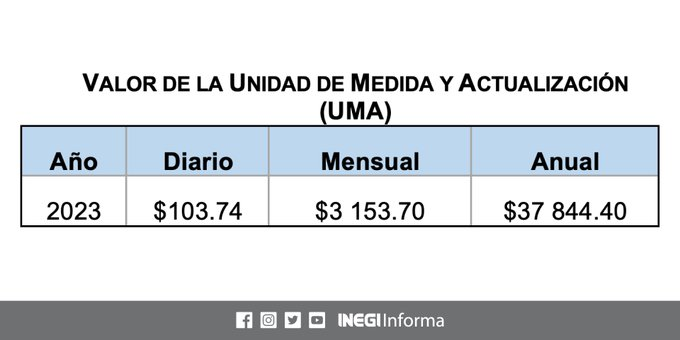 VALOR DE LA UNIDAD DE MEDIDA Y ACTUALIZACIÓN
(UMA)
Año Diario Mensual Anual
2023 $103.74 $3 153.70 $37 844.40
INEGI Informa